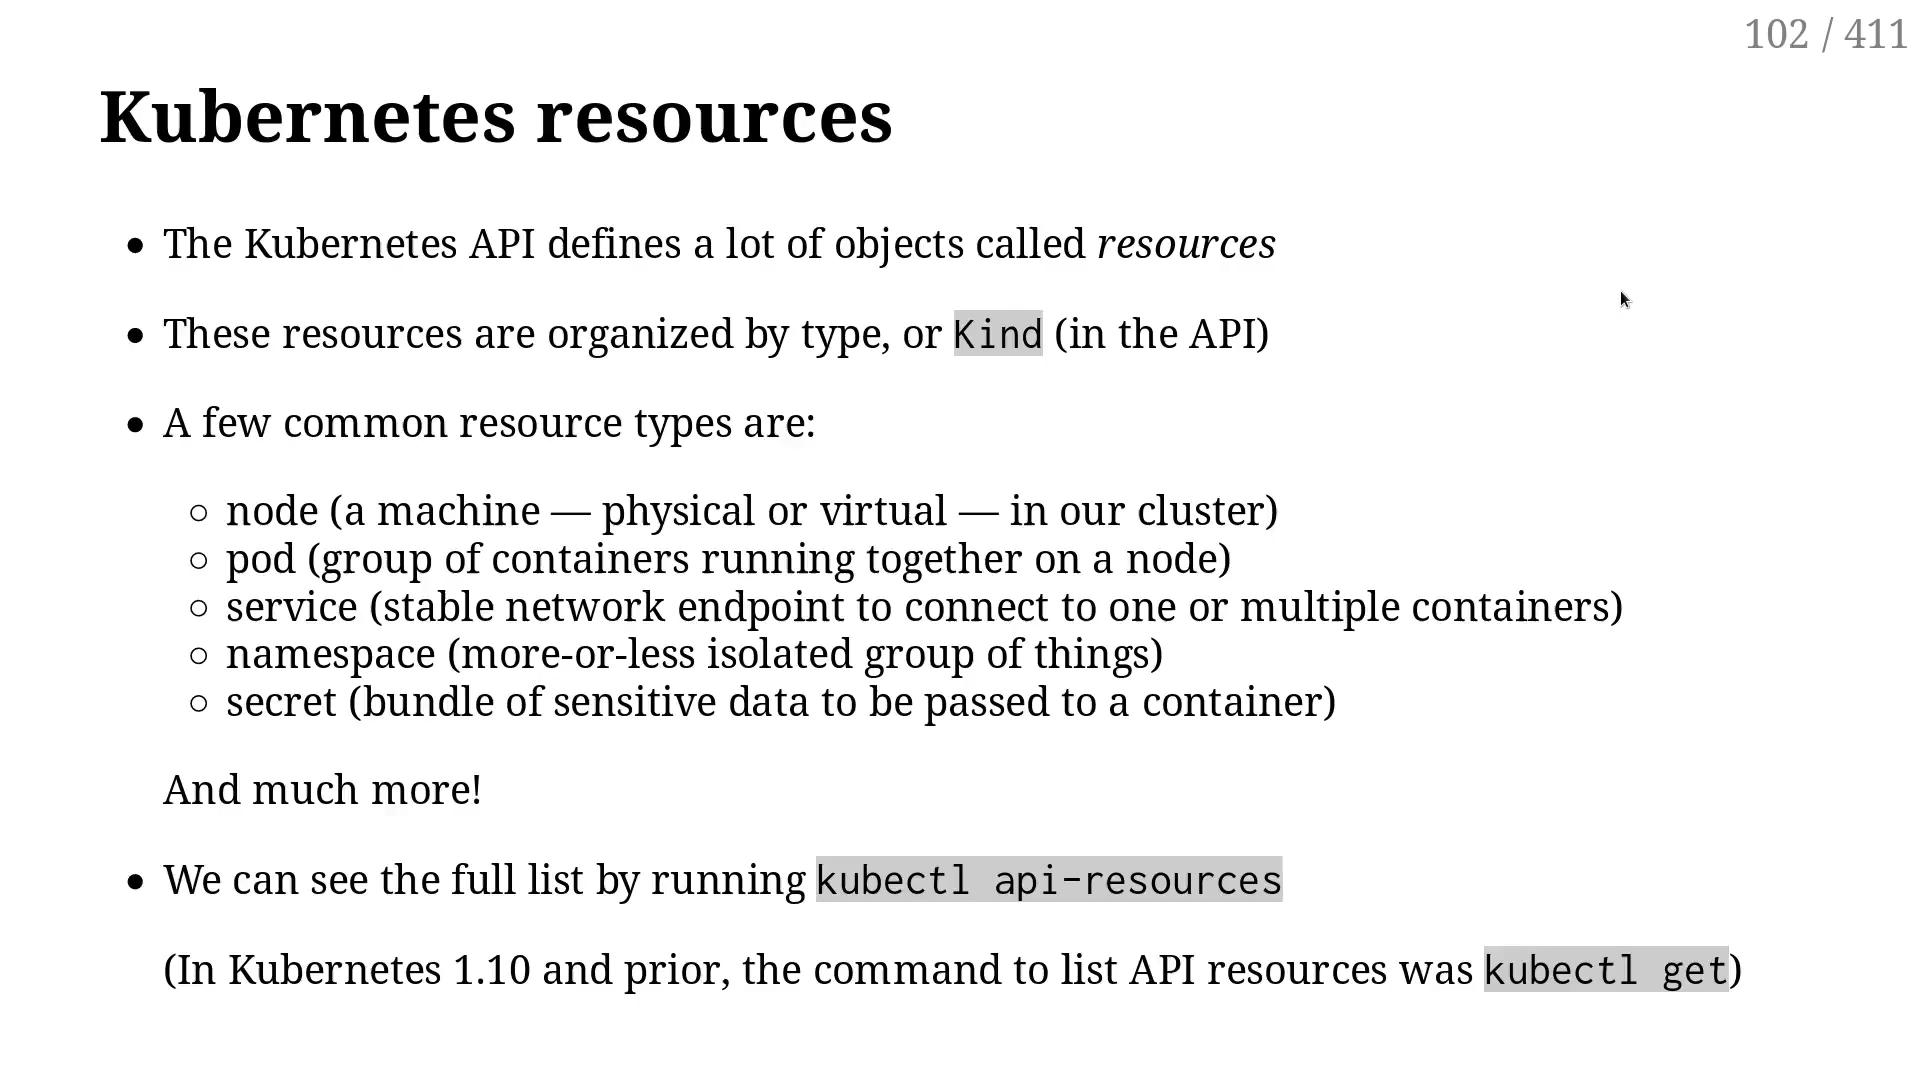 102 / 411
Kubernetes resources
• The Kubernetes API defines a lot of objects called resources
• These resources are organized by type, or Kind (in the API)
• A few common resource types are:
○ node (a machine — physical or virtual — in our cluster)
○ pod (group of containers running together on a node)
○ service (stable network endpoint to connect to one or multiple containers)
○ namespace (more-or-less isolated group of things)
○ secret (bundle of sensitive data to be passed to a container)
And much more!
• We can see the full list by running kubectl api-resources
(In Kubernetes 1.10 and prior, the command to list API resources was kubectl get)